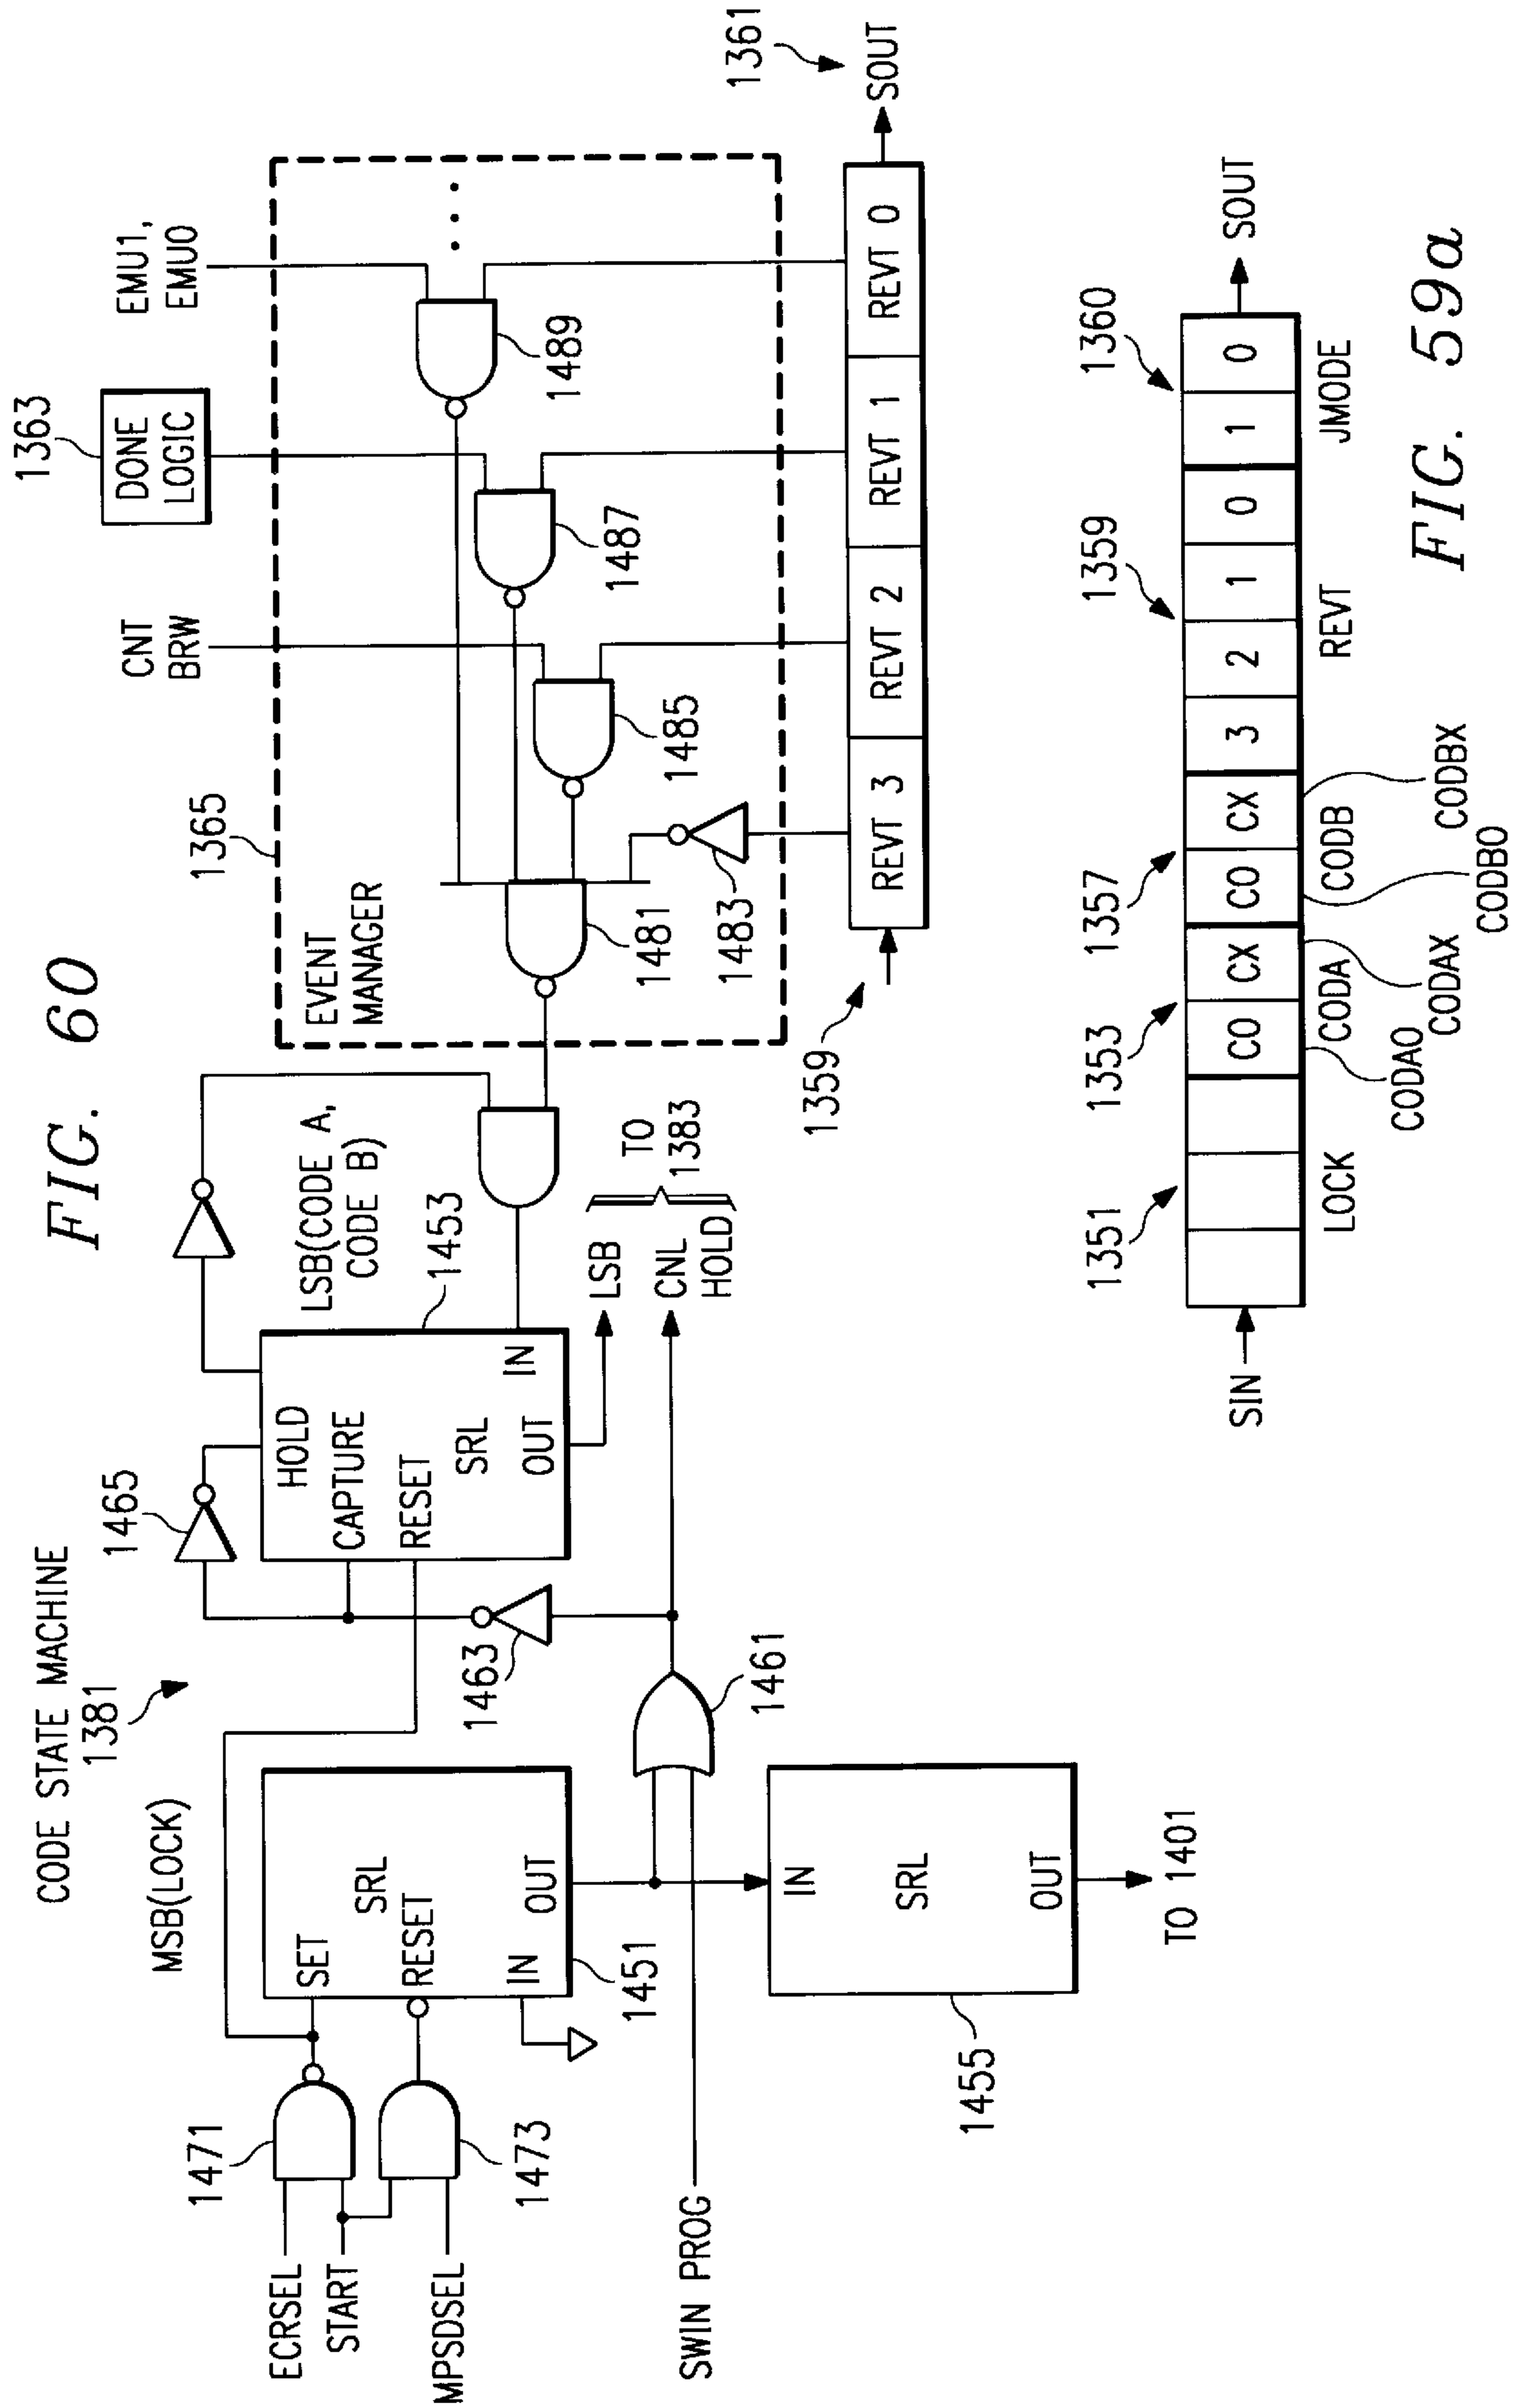 FIG. 60
CODE STATE MACHINE
1381
MSB(LOCK)
ECRSEL
START
MPSDSEL
1471
1473
SET
SRL
RESET
IN
OUT
1451
SWIN PROG
1461
1463
1465
HOLD
CAPTURE
RESET
SRL
IN
OUT
1453
LSB(CODE A,
CODE B)
LSB
CNL
HOLD
TO
1383
IN
SRL
OUT
1455
TO 1401
1365
EVENT
MANAGER
1481
1483
1485
1487
1489
CNT
BRW
1363
DONE
LOGIC
EMU1,
EMU0
1359
REVT 3
REVT 2
REVT 1
REVT 0
SOUT
1361
SIN
1351
1353
1357
1359
1360
CO
CX
CO
CX
3
2
1
0
1
0
SOUT
LOCK
CODA
CODB
REVT
JMODE
CODAO
CODAX
CODBO
CODBX
FIG. 59a